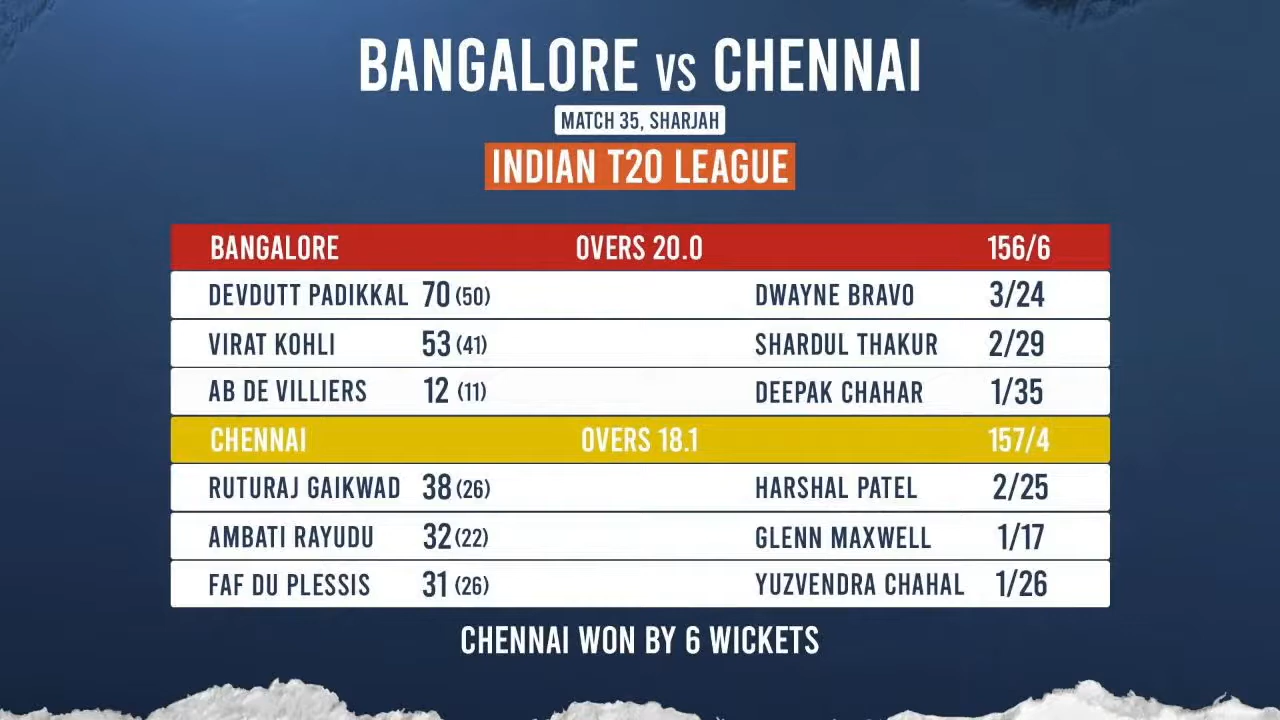 BANGALORE VS CHENNAI
MATCH 35, SHARJAH
INDIAN T20 LEAGUE
BANGALORE OVERS 20.0 156/6
DEVDUTT PADIKKAL 70 (50) DWAYNE BRAVO 3/24
VIRAT KOHLI 53 (41) SHARDUL THAKUR 2/29
AB DE VILLIERS 12 (11) DEEPAK CHAHAR 1/35
CHENNAI OVERS 18.1 157/4
RUTURAJ GAIKWAD 38 (26) HARSHAL PATEL 2/25
AMBATI RAYUDU 32 (22) GLENN MAXWELL 1/17
FAF DU PLESSIS 31 (26) YUZVENDRA CHAHAL 1/26
CHENNAI WON BY 6 WICKETS